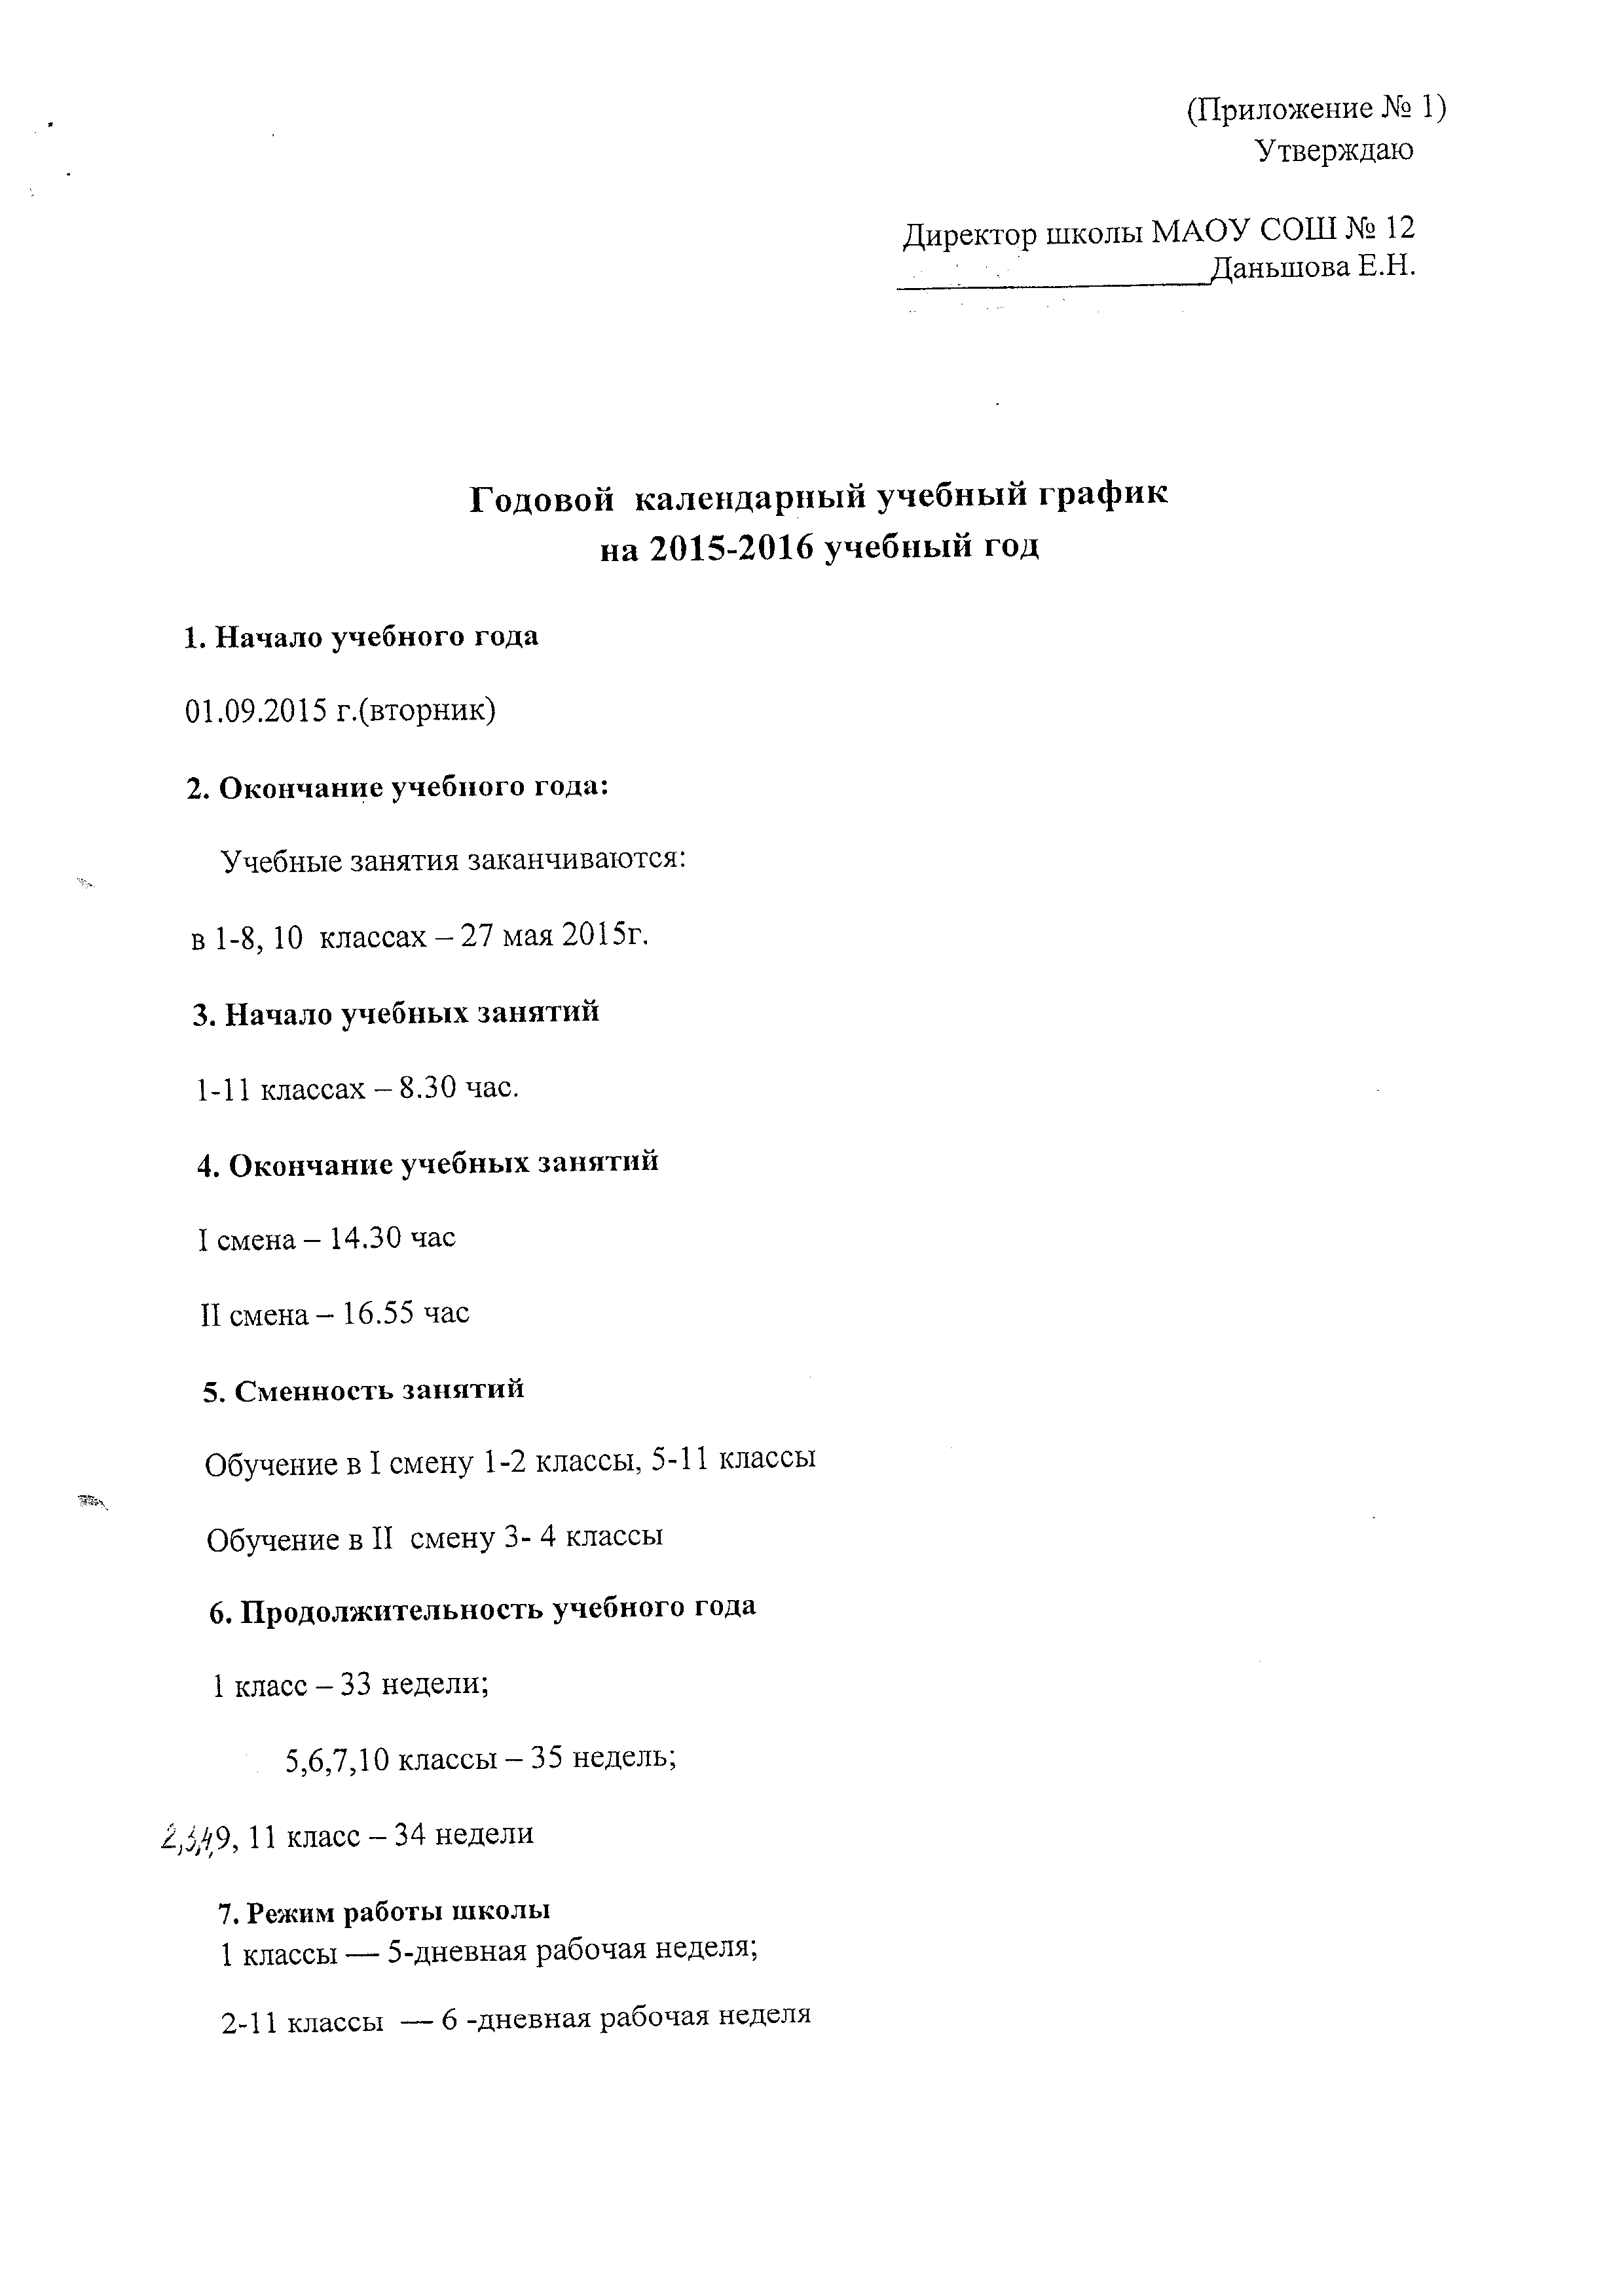 (Приложение № 1)
Утверждаю
Директор школы МАОУ СОШ № 12
____________________Даньшова Е.Н.
Годовой календарный учебный график
на 2015-2016 учебный год
1. Начало учебного года
01.09.2015 г.(вторник)
2. Окончание учебного года:
Учебные занятия заканчиваются:
в 1-8, 10 классах – 27 мая 2015г.
3. Начало учебных занятий
1-11 классах – 8.30 час.
4. Окончание учебных занятий
I смена – 14.30 час
II смена – 16.55 час
5. Сменность занятий
Обучение в I смену 1-2 классы, 5-11 классы
Обучение в II смену 3- 4 классы
6. Продолжительность учебного года
1 класс – 33 недели;
5,6,7,10 классы – 35 недель;
2,3,4,9, 11 класс – 34 недели
7. Режим работы школы
1 классы — 5-дневная рабочая неделя;
2-11 классы — 6 -дневная рабочая неделя